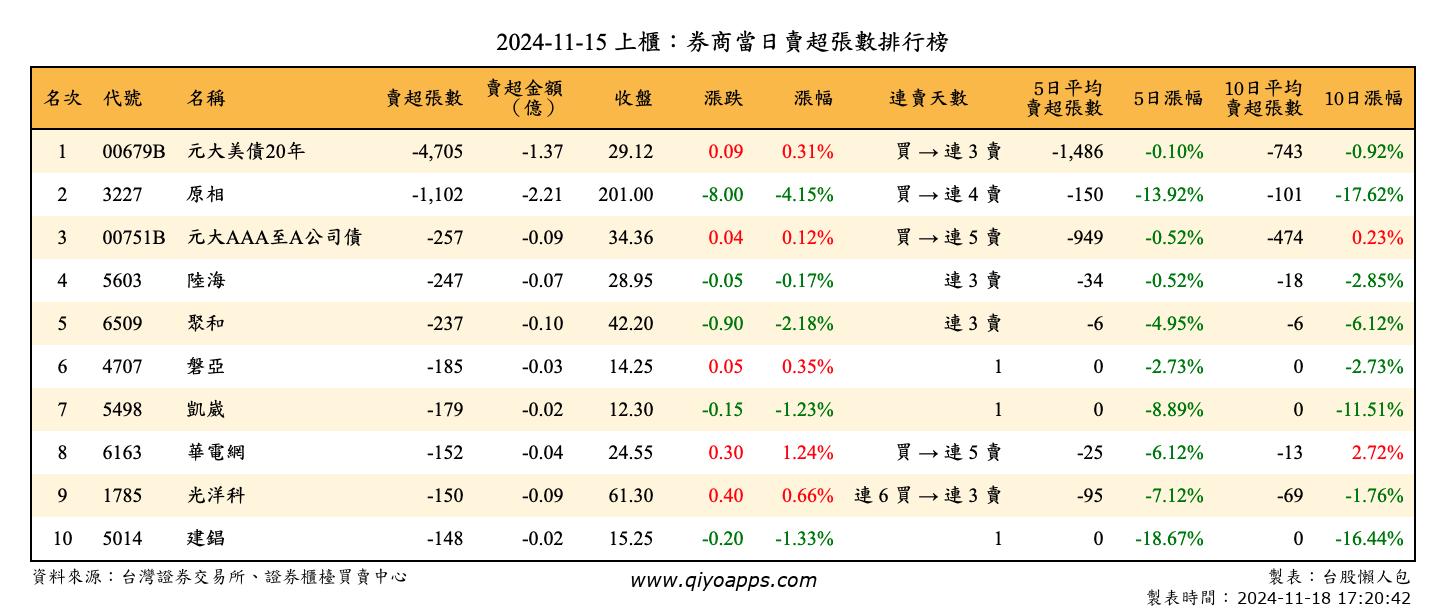 2024-11-15 上櫃：券商當日賣超張數排行榜
名次 代號 名稱 賣超張數 賣超金額（億） 收盤 漲跌 漲幅 連賣天數 5日平均賣超張數 5日漲幅 10日平均賣超張數 10日漲幅
1 00679B 元大美債20年 -4,705 -1.37 29.12 0.09 0.31% 買 → 連 3 賣 -1,486 -0.10% -743 -0.92%
2 3227 原相 -1,102 -2.21 201.00 -8.00 -4.15% 買 → 連 4 賣 -150 -13.92% -101 -17.62%
3 00751B 元大AAA至A公司債 -257 -0.09 34.36 0.04 0.12% 買 → 連 5 賣 -949 -0.52% -474 0.23%
4 5603 陸海 -247 -0.07 28.95 -0.05 -0.17% 連 3 賣 -34 -0.52% -18 -2.85%
5 6509 聚和 -237 -0.10 42.20 -0.90 -2.18% 連 3 賣 -6 -4.95% -6 -6.12%
6 4707 磐亞 -185 -0.03 14.25 0.05 0.35% 1 0 -2.73% 0 -2.73%
7 5498 凱崴 -179 -0.02 12.30 -0.15 -1.23% 1 0 -8.89% 0 -11.51%
8 6163 華電網 -152 -0.04 24.55 0.30 1.24% 買 → 連 5 賣 -25 -6.12% -13 2.72%
9 1785 光洋科 -150 -0.09 61.30 0.40 0.66% 連 6 買 → 連 3 賣 -95 -7.12% -69 -1.76%
10 5014 建錩 -148 -0.02 15.25 -0.20 -1.33% 1 0 -18.67% 0 -16.44%
資料來源：台灣證券交易所、證券櫃檯買賣中心
www.qiyoapps.com
製表：台股懶人包
製表時間：2024-11-18 17:20:42